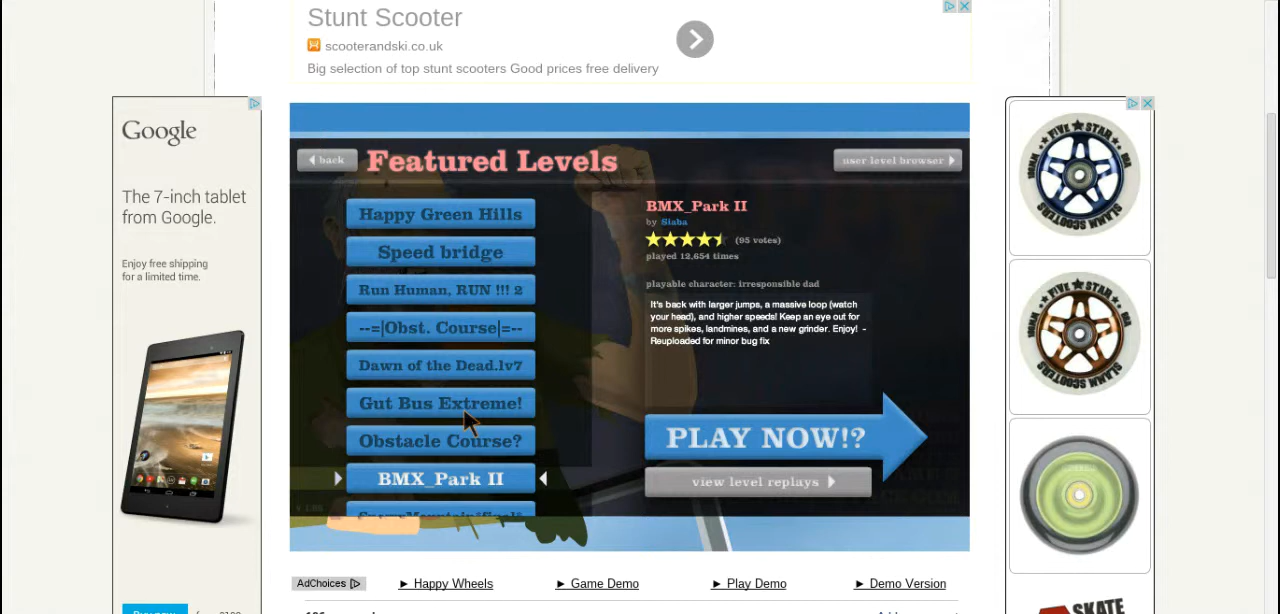 Stunt Scooter
scooterandski.co.uk
Big selection of top stunt scooters Good prices free delivery
Google
The 7-inch tablet
from Google.
Enjoy free shipping
for a limited time.
back
Featured Levels
user level browser
Happy Green Hills
Speed bridge
Run Human, RUN !!! 2
--=|Obst. Course|=--
Dawn of the Dead.lv7
Gut Bus Extreme!
Obstacle Course?
BMX_Park II
BMX_Park II
by Siaba
(95 votes)
played 12,654 times
playable character: irresponsible dad
It's back with larger jumps, a massive loop (watch
your head), and higher speeds! Keep an eye out for
more spikes, landmines, and a new grinder. Enjoy! -
Reuploaded for minor bug fix
PLAY NOW!?
view level replays
AdChoices
► Happy Wheels
► Game Demo
► Play Demo
► Demo Version
FIVE STAR
SLAMM SCOOTERS
FIVE STAR
SLAMM SCOOTERS
SKATE